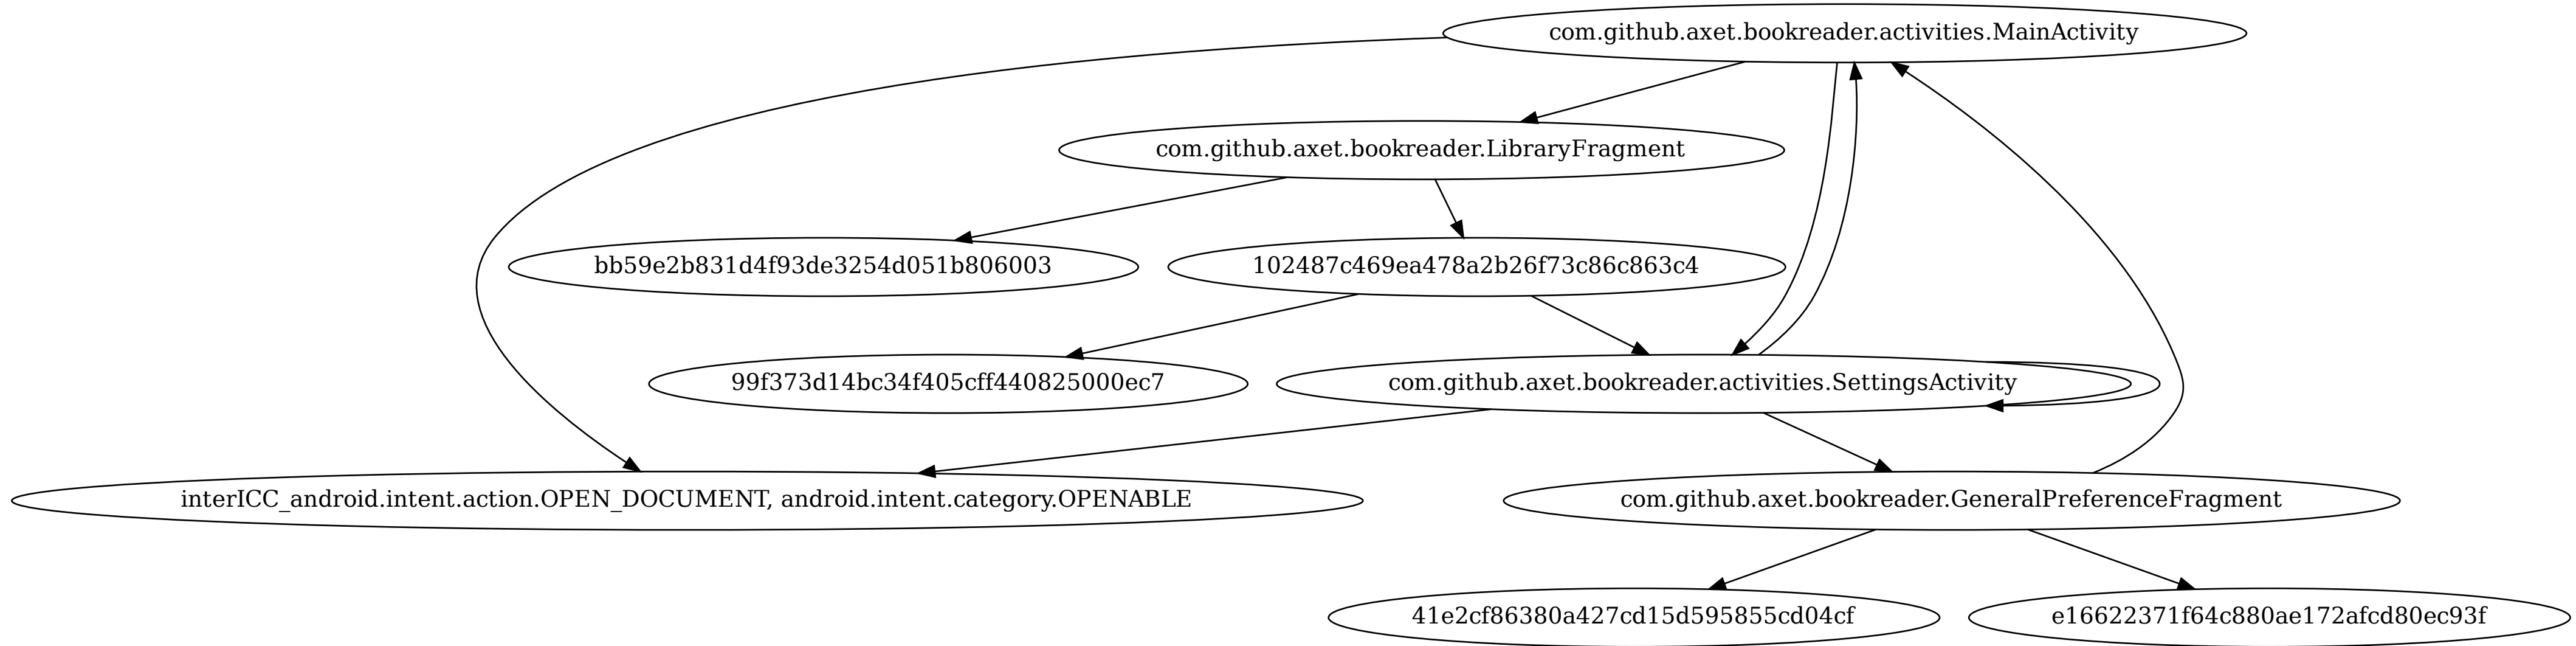 com.github.axet.bookreader.activities.MainActivity
com.github.axet.bookreader.LibraryFragment
bb59e2b831d4f93de3254d051b806003
102487c469ea478a2b26f73c86c863c4
99f373d14bc34f405cff440825000ec7
com.github.axet.bookreader.activities.SettingsActivity
interICC_android.intent.action.OPEN_DOCUMENT, android.intent.category.OPENABLE
com.github.axet.bookreader.GeneralPreferenceFragment
41e2cf86380a427cd15d595855cd04cf
e16622371f64c880ae172afcd80ec93f